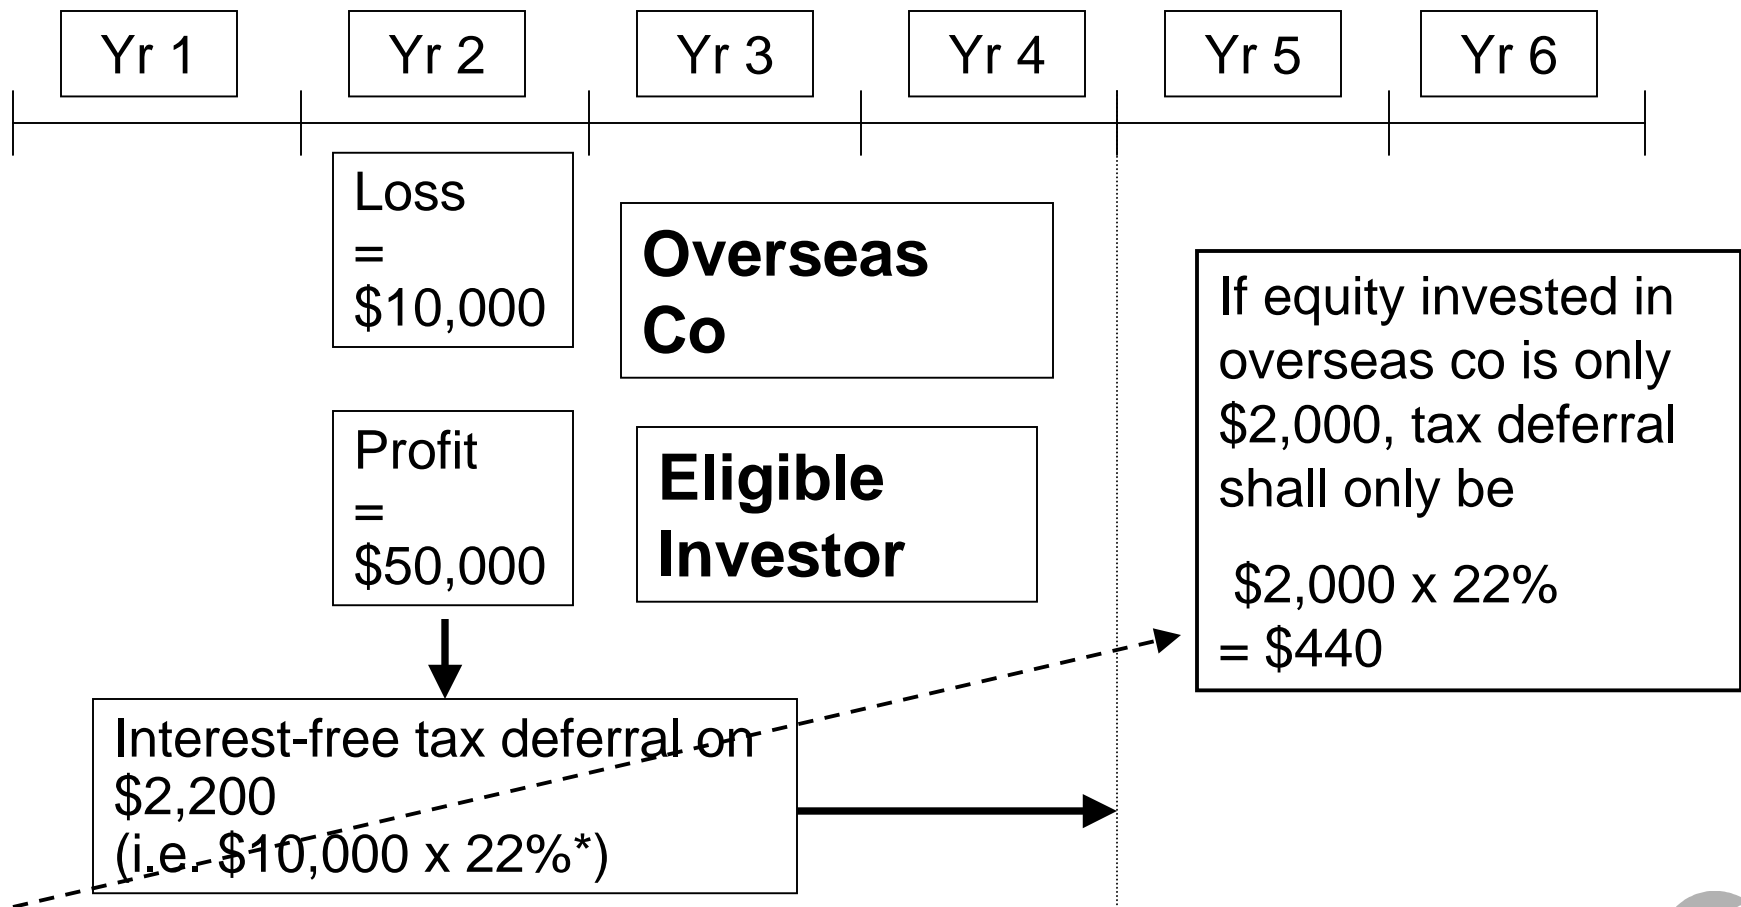 Yr 1
Yr 2
Yr 3
Yr 4
Yr 5
Yr 6
Loss
=
$10,000
Overseas
Co
Profit
=
$50,000
Eligible
Investor
Interest-free tax deferral on
$2,200
(i.e. $10,000 x 22%*)
If equity invested in
overseas co is only
$2,000, tax deferral
shall only be
$2,000 x 22%
= $440